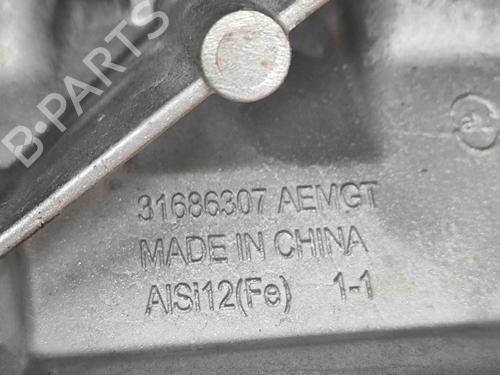 B-PARTS
31686307 AEMGT
MADE IN CHINA
AlSi12(Fe) 1-1